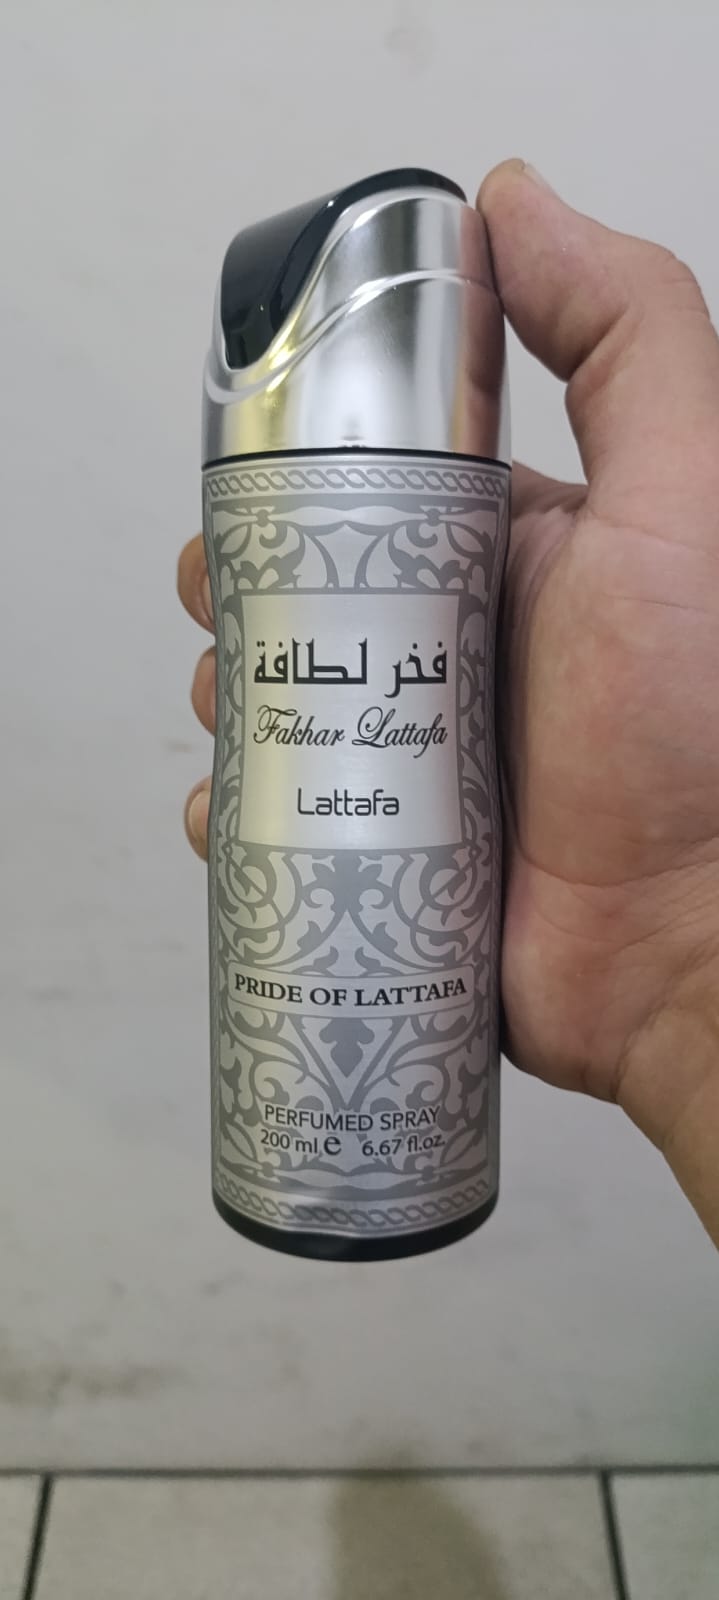 فخر لطافة
Fakhar Lattafa
Lattafa
PRIDE OF LATTAFA
PERFUMED SPRAY
200 ml ℮ 6.67 fl.oz.